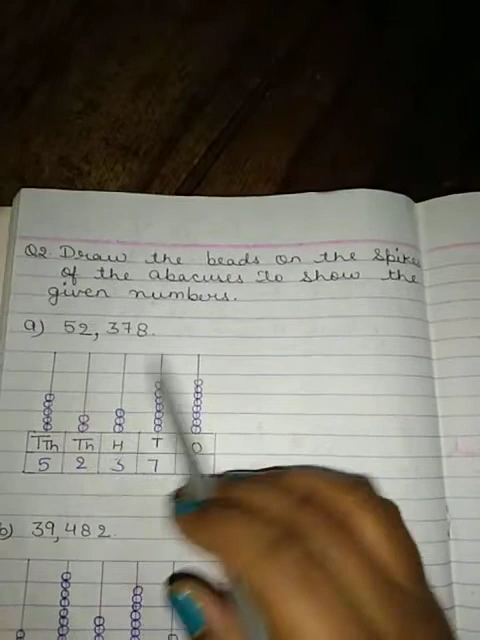 Q2. Draw the beads on the Spikes
of the abacuses to show the
given numbers.
a) 52,378.
TTh Th H T O
5 2 3 7
b) 39,482.